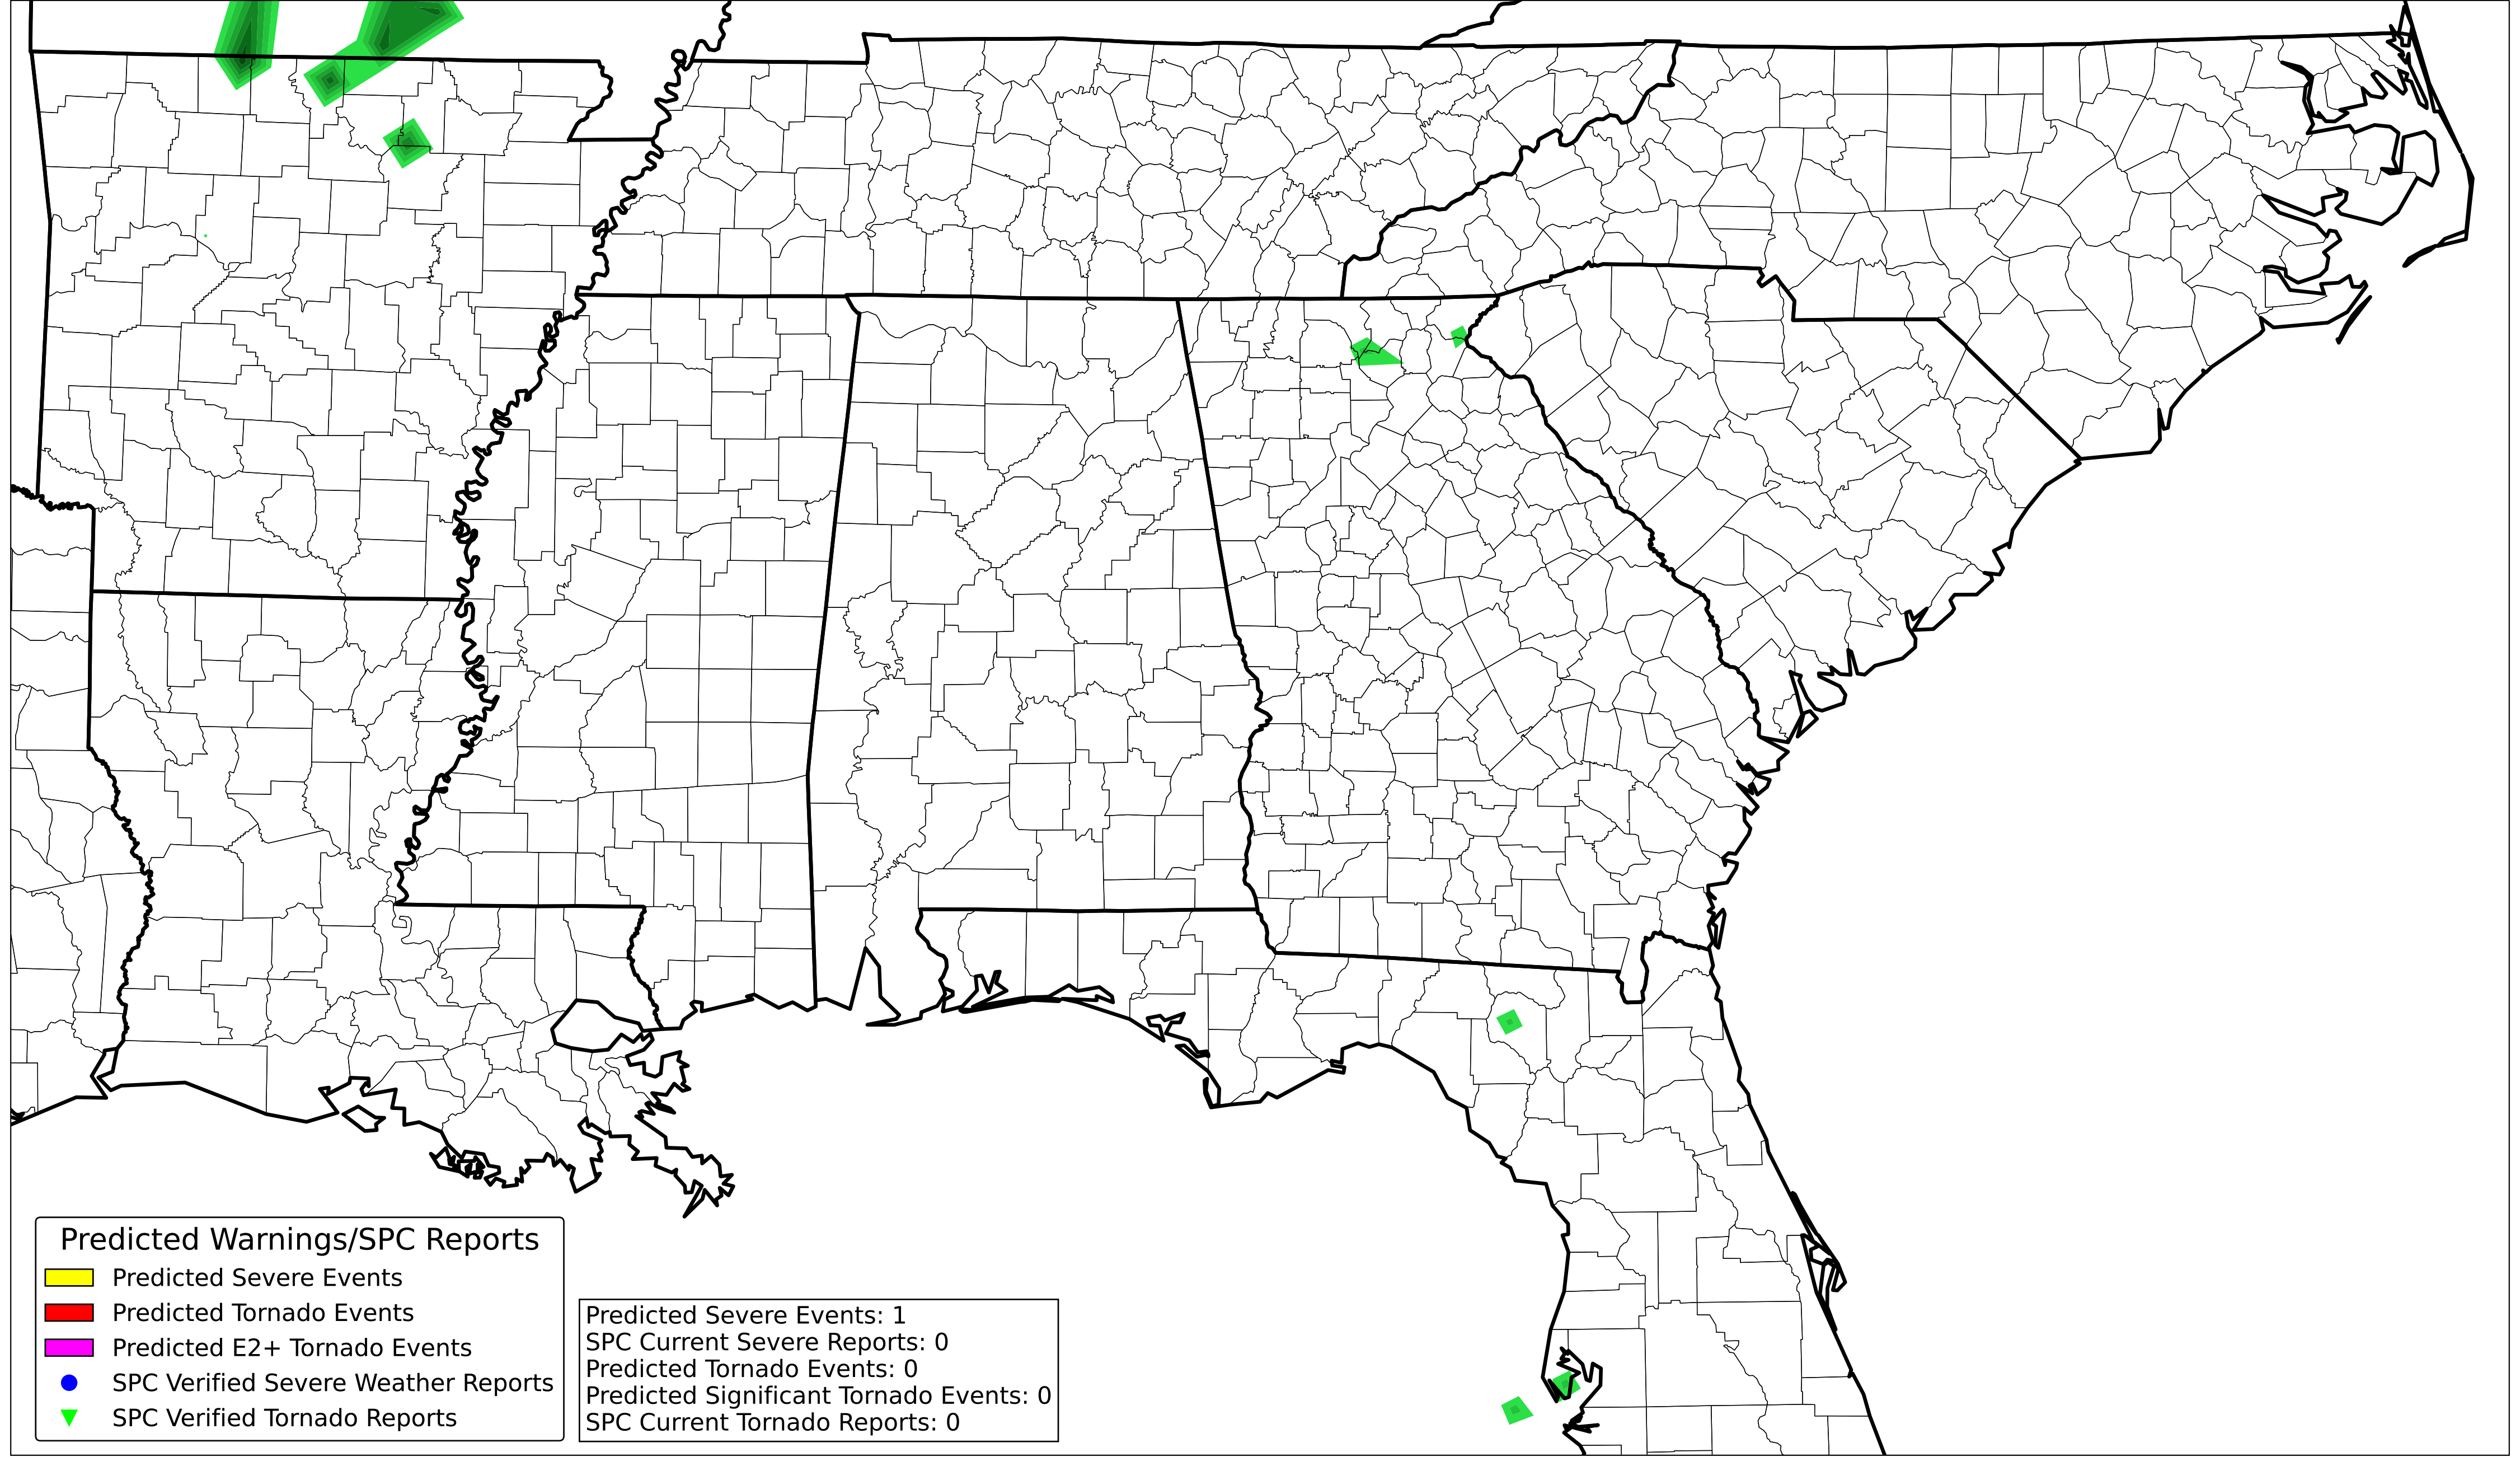 Predicted Warnings/SPC Reports
Predicted Severe Events
Predicted Tornado Events
Predicted E2+ Tornado Events
SPC Verified Severe Weather Reports
SPC Verified Tornado Reports
Predicted Severe Events: 1
SPC Current Severe Reports: 0
Predicted Tornado Events: 0
Predicted Significant Tornado Events: 0
SPC Current Tornado Reports: 0